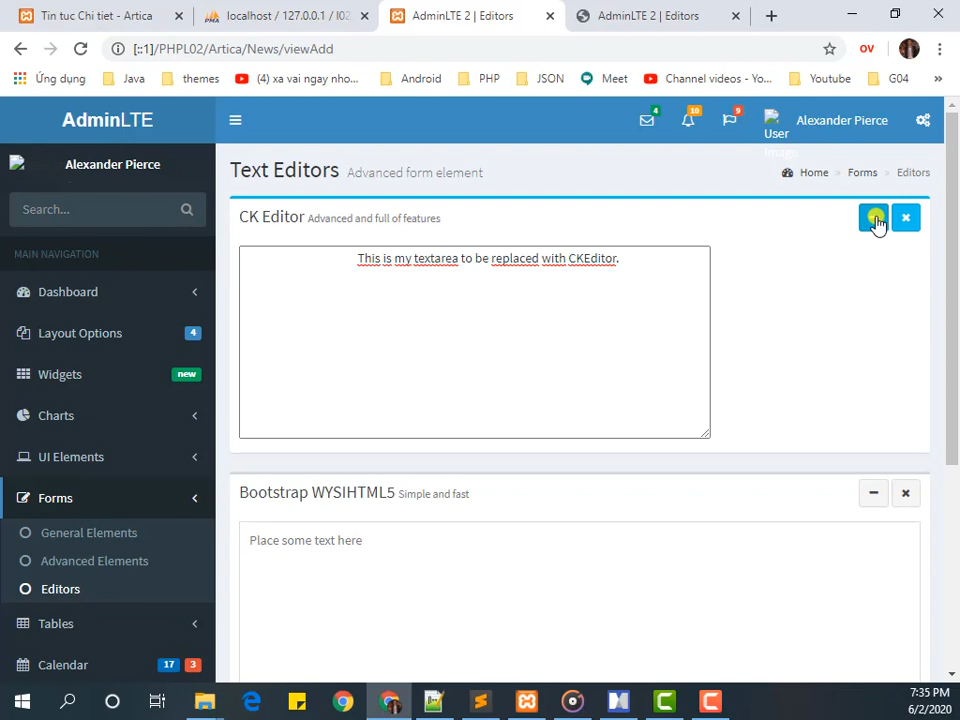 Tin tuc Chi tiet - Artica
localhost / 127.0.0.1 / l02
AdminLTE 2 | Editors
AdminLTE 2 | Editors
[::1]/PHPL02/Artica/News/viewAdd
OV
Ứng dụng
Java
themes
(4) xa vai ngay nho...
Android
PHP
JSON
Meet
Channel videos - Yo...
Youtube
G04
»
AdminLTE
4
10
9
User Image
Alexander Pierce
Alexander Pierce
Text Editors Advanced form element
Home > Forms > Editors
Search...
CK Editor Advanced and full of features
MAIN NAVIGATION
This is my textarea to be replaced with CKEditor.
Dashboard
Layout Options 4
Widgets new
Charts
UI Elements
Forms
Bootstrap WYSIHTML5 Simple and fast
General Elements
Place some text here
Advanced Elements
Editors
Tables
Calendar 17 3
7:35 PM
6/2/2020